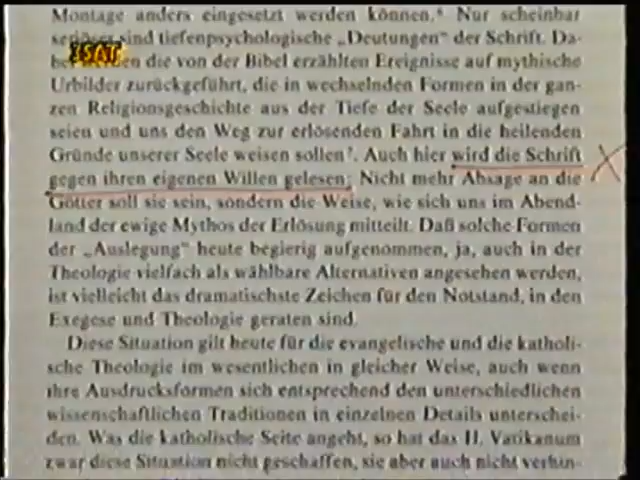 Montage anders eingesetzt werden können.⁶ Nur scheinbar
seriöser sind tiefenpsychologische „Deutungen" der Schrift. Da-
3SAT
die von der Bibel erzählten Ereignisse auf mythische
Urbilder zurückgeführt, die in wechselnden Formen in der gan-
zen Religionsgeschichte aus der Tiefe der Seele aufgestiegen
seien und uns den Weg zur erlösenden Fahrt in die heilenden
Gründe unserer Seele weisen sollen⁷. Auch hier wird die Schrift
gegen ihren eigenen Willen gelesen: Nicht mehr Absage an die
Götter soll sie sein, sondern die Weise, wie sich uns im Abend-
land der ewige Mythos der Erlösung mitteilt. Daß solche Formen
der „Auslegung" heute begierig aufgenommen, ja, auch in der
Theologie vielfach als wählbare Alternativen angesehen werden,
ist vielleicht das dramatischste Zeichen für den Notstand, in den
Exegese und Theologie geraten sind.
Diese Situation gilt heute für die evangelische und die katholi-
sche Theologie im wesentlichen in gleicher Weise, auch wenn
ihre Ausdrucksformen sich entsprechend den unterschiedlichen
wissenschaftlichen Traditionen in einzelnen Details unterschei-
den. Was die katholische Seite angeht, so hat das II. Vatikanum
zwar diese Situation nicht geschaffen, sie aber auch nicht verhin-